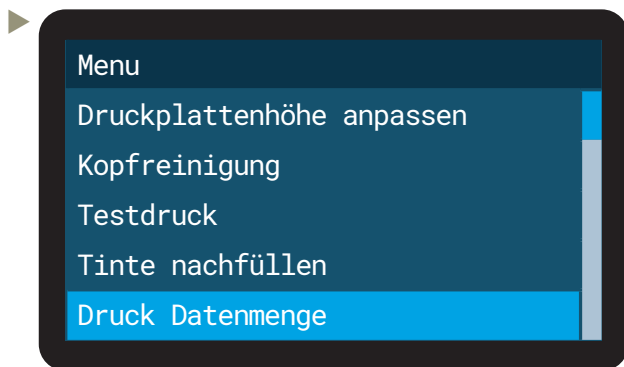 Menu
Druckplattenhöhe anpassen
Kopfreinigung
Testdruck
Tinte nachfüllen
Druck Datenmenge